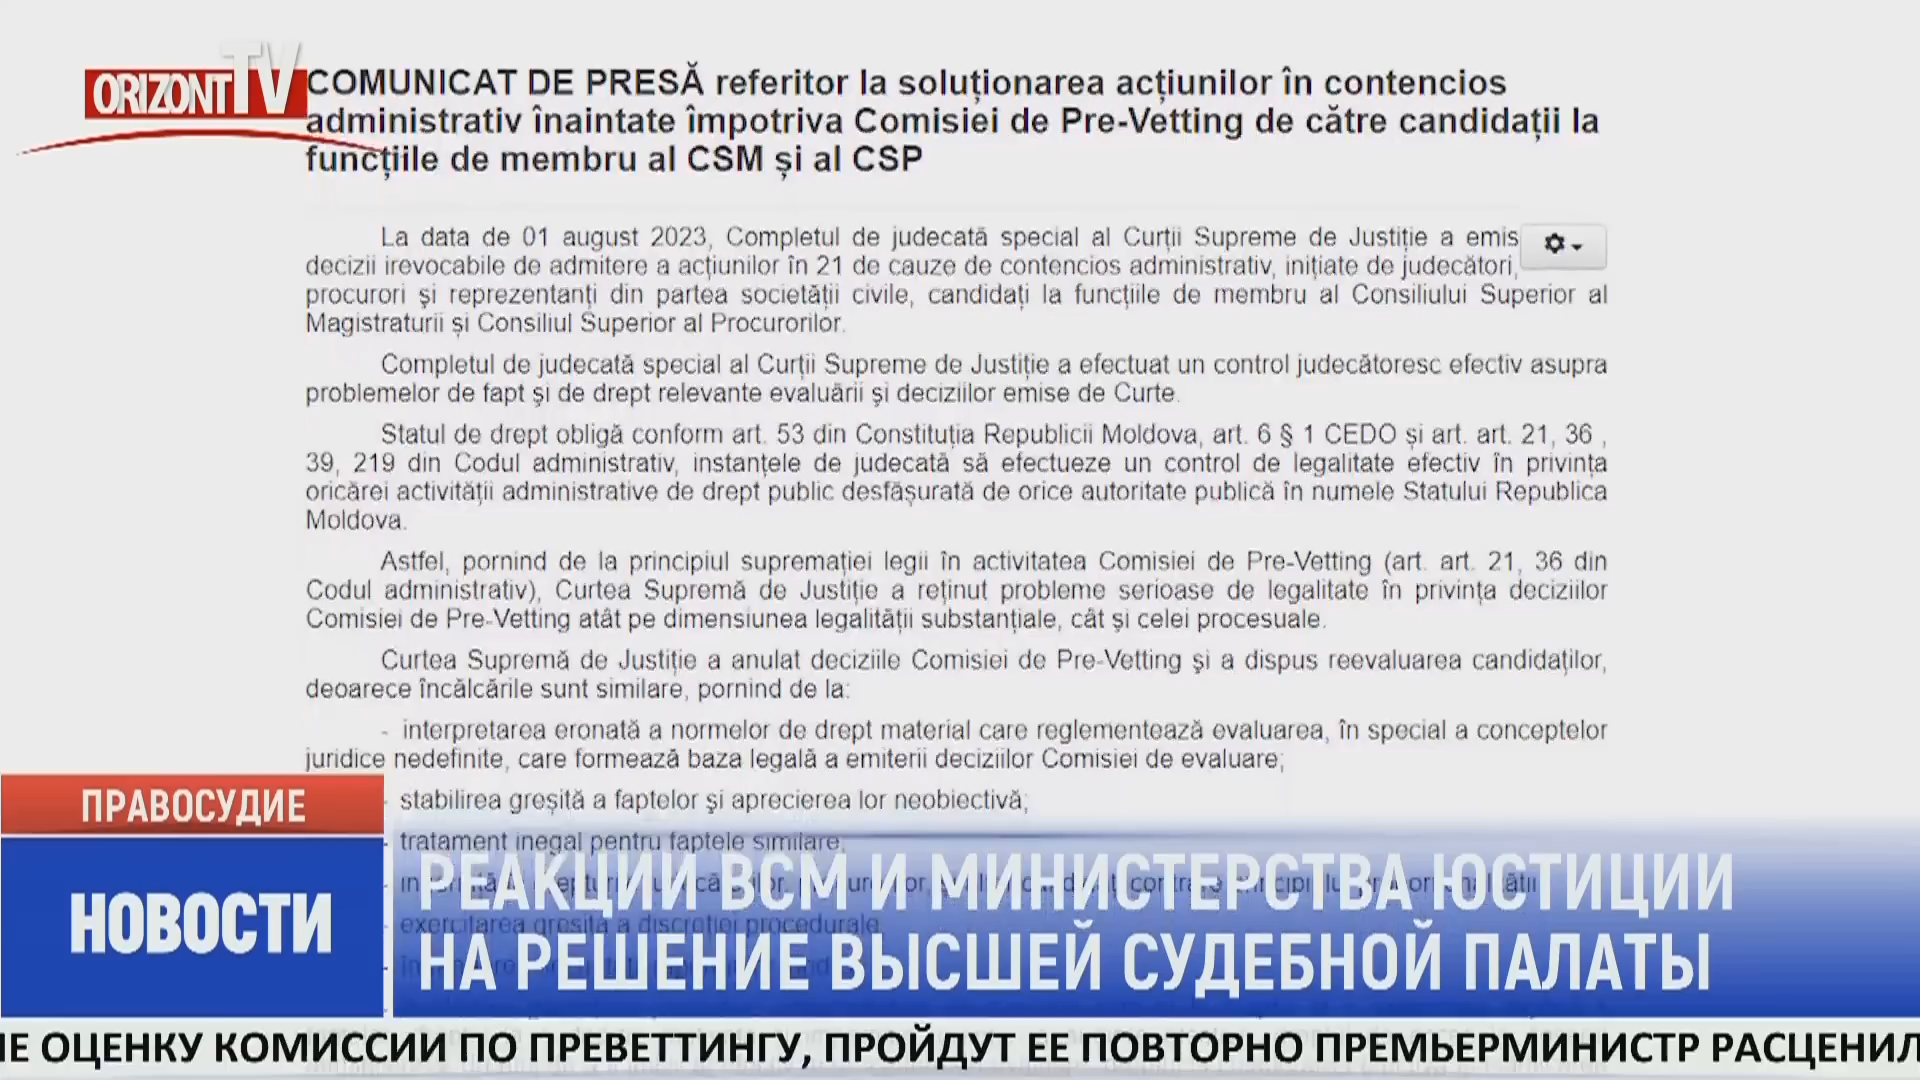 ORIZONT TV
COMUNICAT DE PRESĂ referitor la soluționarea acțiunilor în contencios
administrativ înaintate împotriva Comisiei de Pre-Vetting de către candidații la
funcțiile de membru al CSM și al CSP
La data de 01 august 2023, Completul de judecată special al Curții Supreme de Justiție a emis
decizii irevocabile de admitere a acțiunilor în 21 de cauze de contencios administrativ, inițiate de judecători,
procurori și reprezentanți din partea societății civile, candidați la funcțiile de membru al Consiliului Superior al
Magistraturii și Consiliul Superior al Procurorilor.
Completul de judecată special al Curții Supreme de Justiție a efectuat un control judecătoresc efectiv asupra
problemelor de fapt şi de drept relevante evaluării şi deciziilor emise de Curte.
Statul de drept obligă conform art. 53 din Constituția Republicii Moldova, art. 6 § 1 CEDO și art. art. 21, 36 ,
39, 219 din Codul administrativ, instanțele de judecată să efectueze un control de legalitate efectiv în privința
oricărei activității administrative de drept public desfășurată de orice autoritate publică în numele Statului Republica
Moldova.
Astfel, pornind de la principiul supremației legii în activitatea Comisiei de Pre-Vetting (art. art. 21, 36 din
Codul administrativ), Curtea Supremă de Justiție a reținut probleme serioase de legalitate în privința deciziilor
Comisiei de Pre-Vetting atât pe dimensiunea legalității substanțiale, cât şi celei procesuale.
Curtea Supremă de Justiție a anulat deciziile Comisiei de Pre-Vetting şi a dispus reevaluarea candidaților,
deoarece încălcările sunt similare, pornind de la:
- interpretarea eronată a normelor de drept material care reglementează evaluarea, în special a conceptelor
juridice nedefinite, care formează baza legală a emiterii deciziilor Comisiei de evaluare;
- stabilirea greșită a faptelor şi aprecierea lor neobiectivă;
- tratament inegal pentru faptele similare;
exercitarea greșită a discreției procedurale
ПРАВОСУДИЕ
НОВОСТИ
РЕАКЦИИ ВСМ И МИНИСТЕРСТВА ЮСТИЦИИ
НА РЕШЕНИЕ ВЫСШЕЙ СУДЕБНОЙ ПАЛАТЫ
ИЕ ОЦЕНКУ КОМИССИИ ПО ПРЕВЕТТИНГУ, ПРОЙДУТ ЕЕ ПОВТОРНО ПРЕМЬЕРМИНИСТР РАСЦЕНИЛ